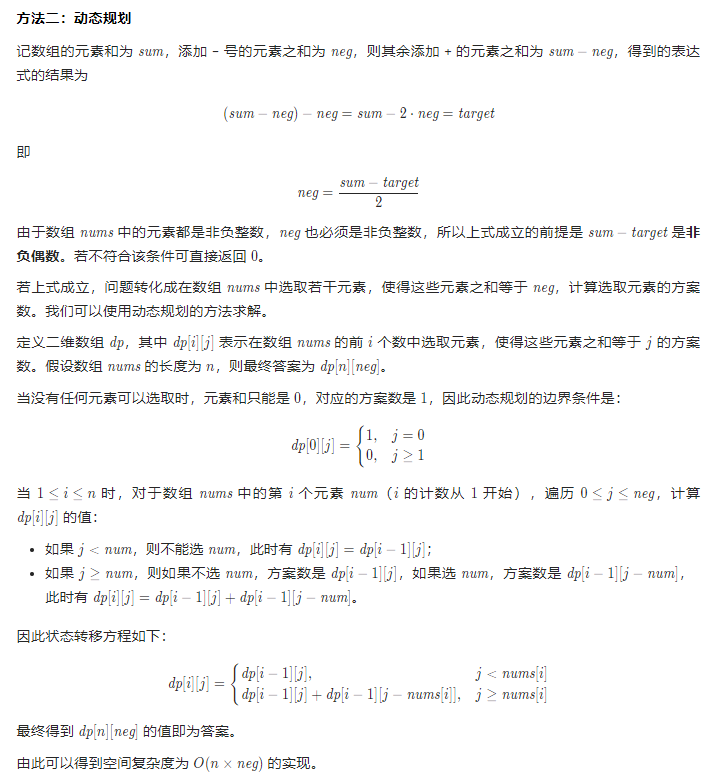 方法二：动态规划
记数组的元素和为 sum，添加 - 号的元素之和为 neg，则其余添加 + 的元素之和为 sum − neg，得到的表达
式的结果为
(sum − neg) − neg = sum − 2 · neg = target
即
neg = \frac{sum − target}{2}
由于数组 nums 中的元素都是非负整数，neg 也必须是非负整数，所以上式成立的前提是 sum − target 是非
负偶数。若不符合该条件可直接返回 0。
若上式成立，问题转化成在数组 nums 中选取若干元素，使得这些元素之和等于 neg，计算选取元素的方案
数。我们可以使用动态规划的方法求解。
定义二维数组 dp，其中 dp[i][j] 表示在数组 nums 的前 i 个数中选取元素，使得这些元素之和等于 j 的方案
数。假设数组 nums 的长度为 n，则最终答案为 dp[n][neg]。
当没有任何元素可以选取时，元素和只能是 0，对应的方案数是 1，因此动态规划的边界条件是：
dp[0][j] = { 1, j = 0
0, j ≥ 1
当 1 ≤ i ≤ n 时，对于数组 nums 中的第 i 个元素 num（i 的计数从 1 开始），遍历 0 ≤ j ≤ neg，计算
dp[i][j] 的值：
• 如果 j < num，则不能选 num，此时有 dp[i][j] = dp[i − 1][j]；
• 如果 j ≥ num，则如果不选 num，方案数是 dp[i − 1][j]，如果选 num，方案数是 dp[i − 1][j − num]，
此时有 dp[i][j] = dp[i − 1][j] + dp[i − 1][j − num]。
因此状态转移方程如下：
dp[i][j] = { dp[i − 1][j], j < nums[i]
dp[i − 1][j] + dp[i − 1][j − nums[i]], j ≥ nums[i]
最终得到 dp[n][neg] 的值即为答案。
由此可以得到空间复杂度为 O(n × neg) 的实现。